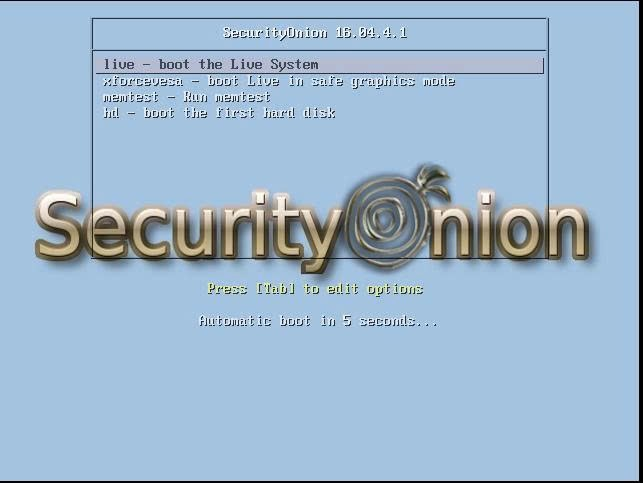 SecurityOnion 16.04.4.1
live - boot the Live System
xforcevesa - boot Live in safe graphics mode
memtest - Run memtest
hd - boot the first hard disk
SecurityOnion
Press [Tab] to edit options
Automatic boot in 5 seconds...